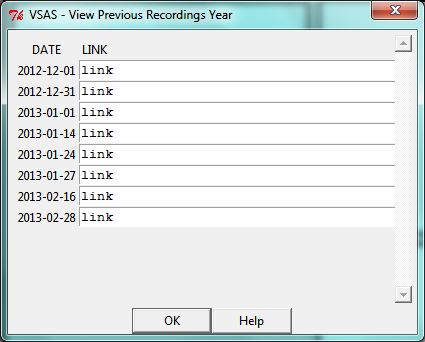 VSAS - View Previous Recordings Year
DATE LINK
2012-12-01 link
2012-12-31 link
2013-01-01 link
2013-01-14 link
2013-01-24 link
2013-01-27 link
2013-02-16 link
2013-02-28 link
OK Help